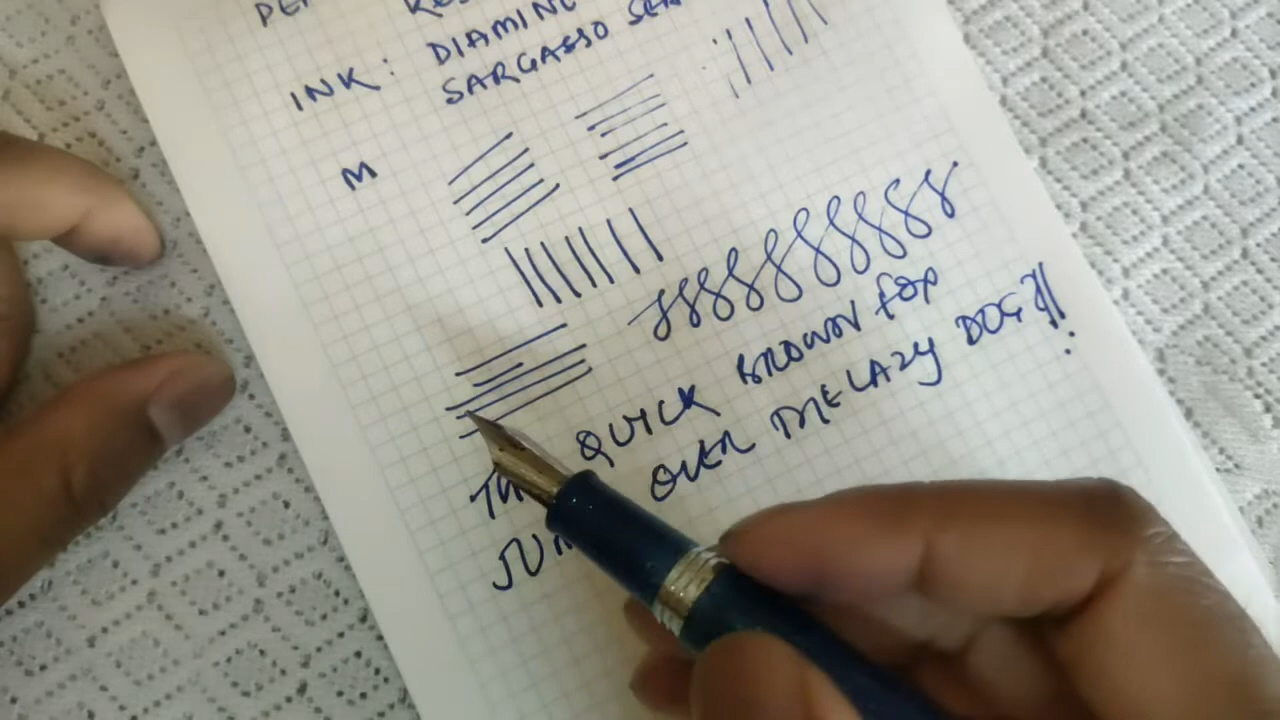 INK: DIAMINE
SARGASSO SEA
M
QUICK BROWN FOX
OVER THE LAZY DOG?!!